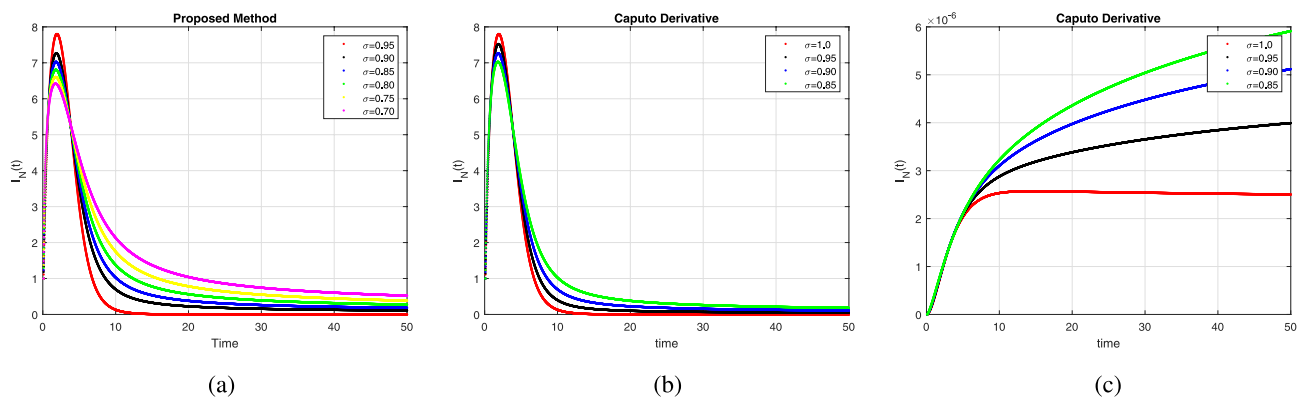 Proposed Method
8
7
6
5
4
3
2
1
0
I_N(t)
σ=0.95
σ=0.90
σ=0.85
σ=0.80
σ=0.75
σ=0.70
0 10 20 30 40 50
Time
(a)
Caputo Derivative
8
7
6
5
4
3
2
1
0
I_N(t)
σ=1.0
σ=0.95
σ=0.90
σ=0.85
0 10 20 30 40 50
time
(b)
×10⁻⁶
Caputo Derivative
6
5
4
3
2
1
0
I_N(t)
σ=1.0
σ=0.95
σ=0.90
σ=0.85
0 10 20 30 40 50
time
(c)